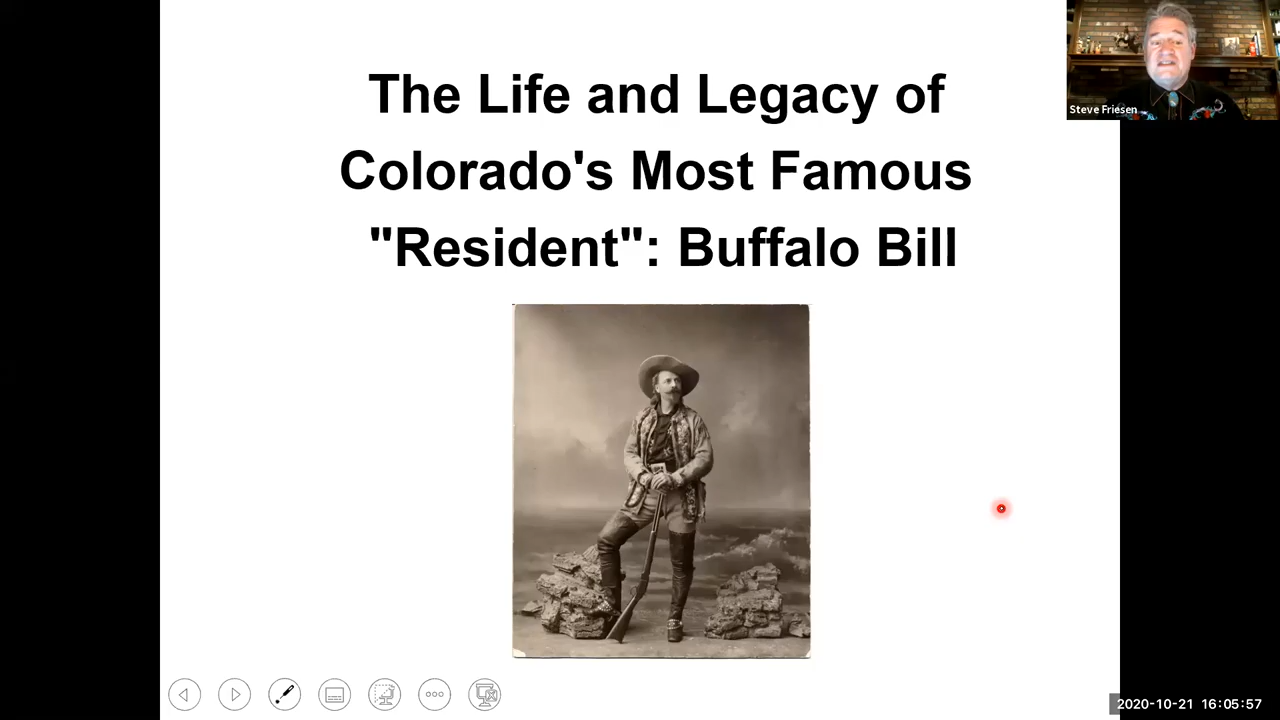 The Life and Legacy of
Colorado's Most Famous
"Resident": Buffalo Bill
Steve Friesen
2020-10-21 16:05:57